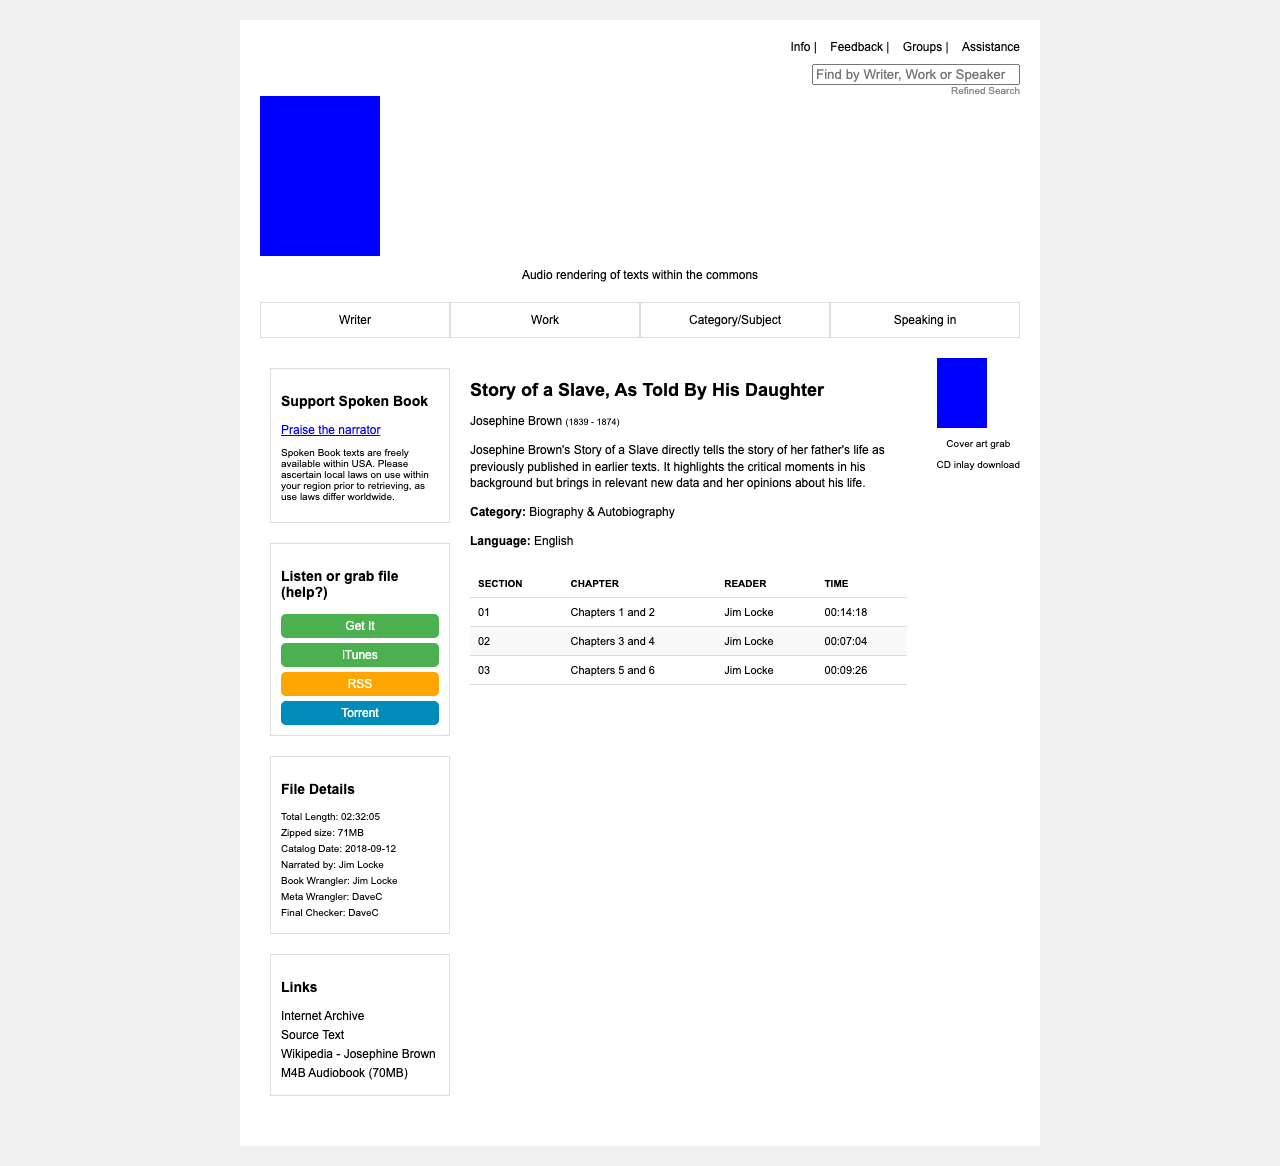 Info | Feedback | Groups | Assistance
Find by Writer, Work or Speaker
Refined Search
Audio rendering of texts within the commons
Writer Work Category/Subject Speaking in
Support Spoken Book
Praise the narrator
Spoken Book texts are freely
available within USA. Please
ascertain local laws on use within
your region prior to retrieving, as
use laws differ worldwide.
Listen or grab file
(help?)
Get It
iTunes
RSS
Torrent
File Details
Total Length: 02:32:05
Zipped size: 71MB
Catalog Date: 2018-09-12
Narrated by: Jim Locke
Book Wrangler: Jim Locke
Meta Wrangler: DaveC
Final Checker: DaveC
Links
Internet Archive
Source Text
Wikipedia - Josephine Brown
M4B Audiobook (70MB)
Story of a Slave, As Told By His Daughter
Josephine Brown (1839 - 1874)
Josephine Brown's Story of a Slave directly tells the story of her father's life as
previously published in earlier texts. It highlights the critical moments in his
background but brings in relevant new data and her opinions about his life.
Category: Biography & Autobiography
Language: English
SECTION CHAPTER READER TIME
01 Chapters 1 and 2 Jim Locke 00:14:18
02 Chapters 3 and 4 Jim Locke 00:07:04
03 Chapters 5 and 6 Jim Locke 00:09:26
Cover art grab
CD inlay download